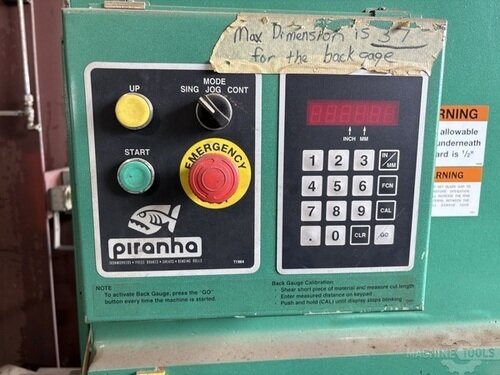 Max Dimension is 37
for the back gage
MODE
UP
SING JOG CONT
START
EMERGENCY
piranha
IRONWORKERS • PRESS BRAKES • SHEARS • BENDING ROLLS
INCH MM
1 2 3 IN/MM
4 5 6 FCN
7 8 9 CAL
. 0 CLR GO
NOTE
To activate Back Gauge, press the "GO"
button every time the machine is started.
Back Gauge Calibration:
• Shear short piece of material and measure cut length
• Enter measured distance on keypad
• Push and hold (CAL) until display stops blinking
WARNING
allowable
underneath
ard is 1/2"
WARNING
MACHINE TOOLS